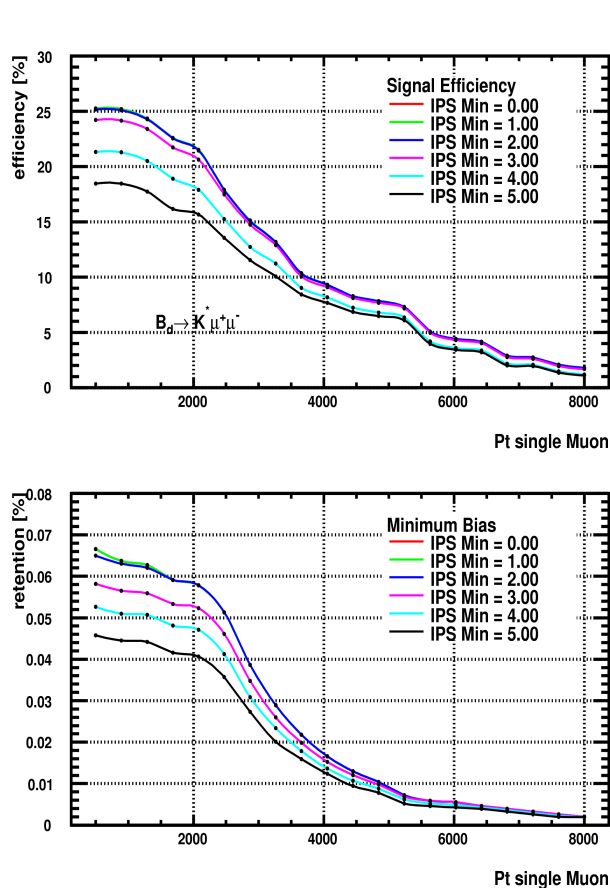 efficiency [%]
30
25
20
15
10
5
0
Signal Efficiency
IPS Min = 0.00
IPS Min = 1.00
IPS Min = 2.00
IPS Min = 3.00
IPS Min = 4.00
IPS Min = 5.00
Bd→ K* μ+μ-
2000 4000 6000 8000
Pt single Muon
retention [%]
0.08
0.07
0.06
0.05
0.04
0.03
0.02
0.01
0
Minimum Bias
IPS Min = 0.00
IPS Min = 1.00
IPS Min = 2.00
IPS Min = 3.00
IPS Min = 4.00
IPS Min = 5.00
2000 4000 6000 8000
Pt single Muon